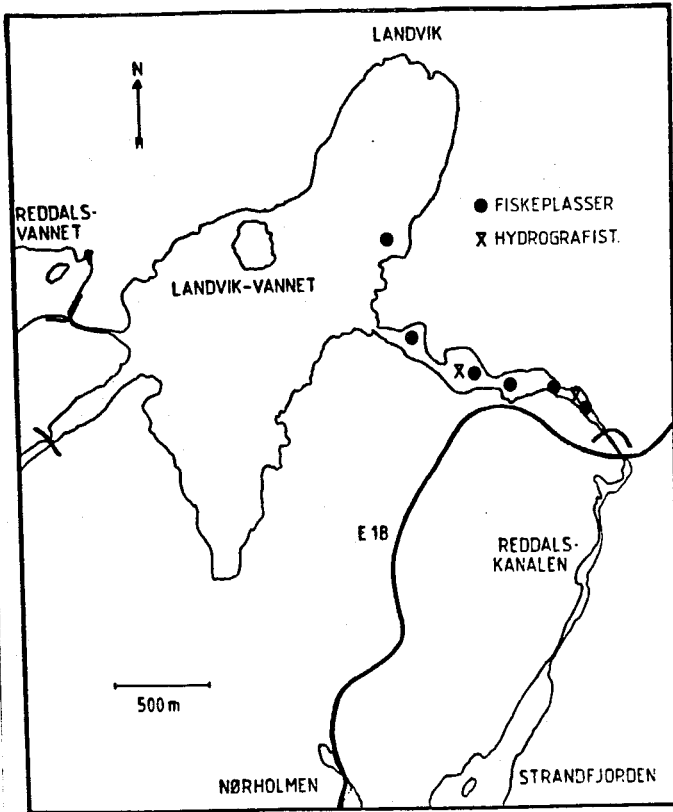 LANDVIK
N
REDDALS-
VANNET
FISKEPLASSER
HYDROGRAFIST.
LANDVIK-VANNET
E 18
REDDALS-
KANALEN
500 m
NØRHOLMEN
STRANDFJORDEN